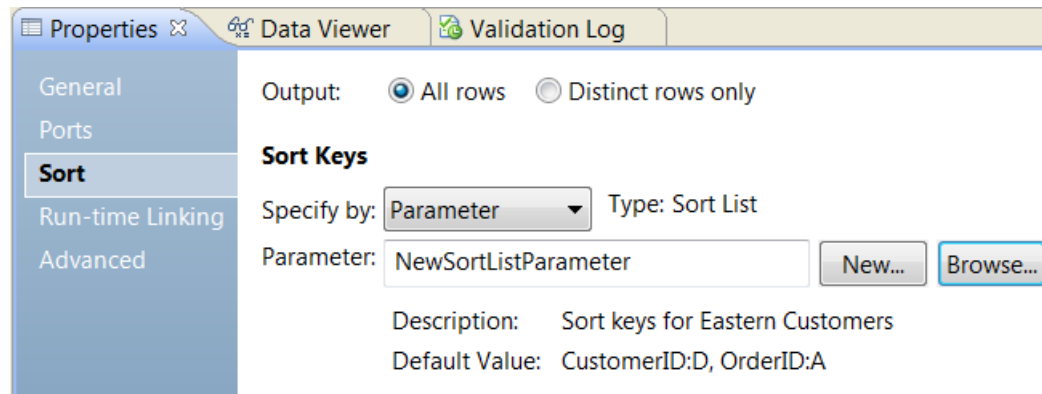 Properties Data Viewer Validation Log
General
Ports
Sort
Run-time Linking
Advanced
Output: All rows Distinct rows only
Sort Keys
Specify by: Parameter Type: Sort List
Parameter: NewSortListParameter New... Browse...
Description: Sort keys for Eastern Customers
Default Value: CustomerID:D, OrderID:A